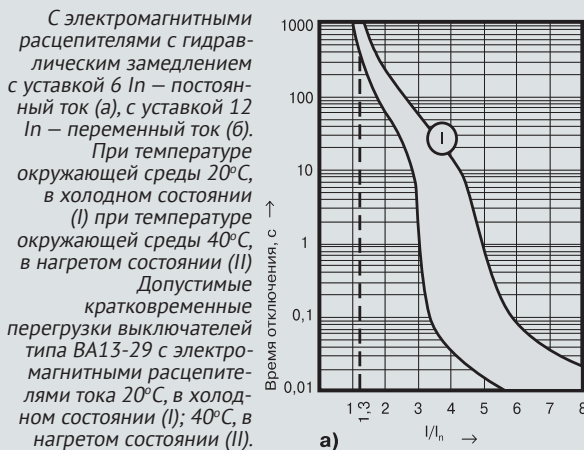 С электромагнитными
расцепителями с гидрав-
лическим замедлением
с уставкой 6 In — постоян-
ный ток (а), с уставкой 12
In — переменный ток (б).
При температуре
окружающей среды 20°С,
в холодном состоянии
(I) при температуре
окружающей среды 40°С,
в нагретом состоянии (II)
Допустимые
кратковременные
перегрузки выключателей
типа ВА13-29 с электро-
магнитными расцепите-
лями тока 20°С, в холод-
ном состоянии (I); 40°С, в
нагретом состоянии (II).
Время отключения, с →
1000
100
10
1
0,1
0,01
I
1 1,3 2 3 4 5 6 7 8
а)
I/In →